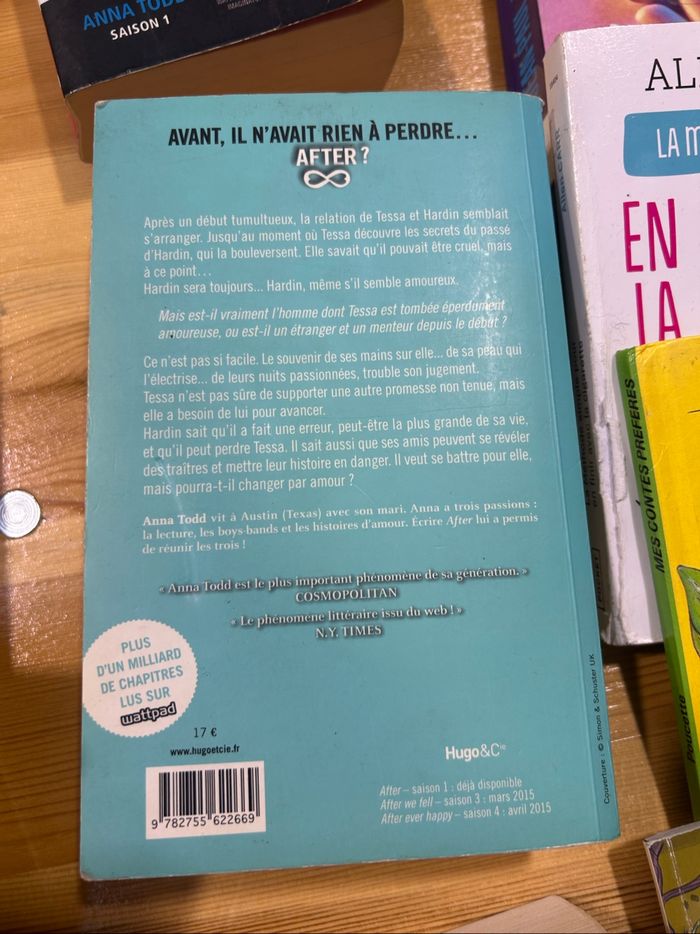 ANNA TODD
SAISON 1
AVANT, IL N'AVAIT RIEN À PERDRE...
AFTER ?
Après un début tumultueux, la relation de Tessa et Hardin semblait
s'arranger. Jusqu'au moment où Tessa découvre les secrets du passé
d'Hardin, qui la bouleversent. Elle savait qu'il pouvait être cruel, mais
à ce point...
Hardin sera toujours... Hardin, même s'il semble amoureux.
Mais est-il vraiment l'homme dont Tessa est tombée éperdument
amoureuse, ou est-il un étranger et un menteur depuis le début ?
Ce n'est pas si facile. Le souvenir de ses mains sur elle... de sa peau qui
l'électrise... de leurs nuits passionnées, trouble son jugement.
Tessa n'est pas sûre de supporter une autre promesse non tenue, mais
elle a besoin de lui pour avancer.
Hardin sait qu'il a fait une erreur, peut-être la plus grande de sa vie,
et qu'il peut perdre Tessa. Il sait aussi que ses amis peuvent se révéler
des traîtres et mettre leur histoire en danger. Il veut se battre pour elle,
mais pourra-t-il changer par amour ?
Anna Todd vit à Austin (Texas) avec son mari. Anna a trois passions :
la lecture, les boys-bands et les histoires d'amour. Écrire After lui a permis
de réunir les trois !
« Anna Todd est le plus important phénomène de sa génération. »
COSMOPOLITAN
« Le phénomène littéraire issu du web ! »
N.Y. TIMES
PLUS
D'UN MILLIARD
DE CHAPITRES
LUS SUR
wattpad
17 €
www.hugoetcie.fr
9 782755 622669
Hugo&Cie
After – saison 1 : déjà disponible
After we fell – saison 3 : mars 2015
After ever happy – saison 4 : avril 2015
Couverture : © Simon & Schuster UK
AL
LA M
EN
LA
MES CONTES PRÉFÉRÉS
Poucette